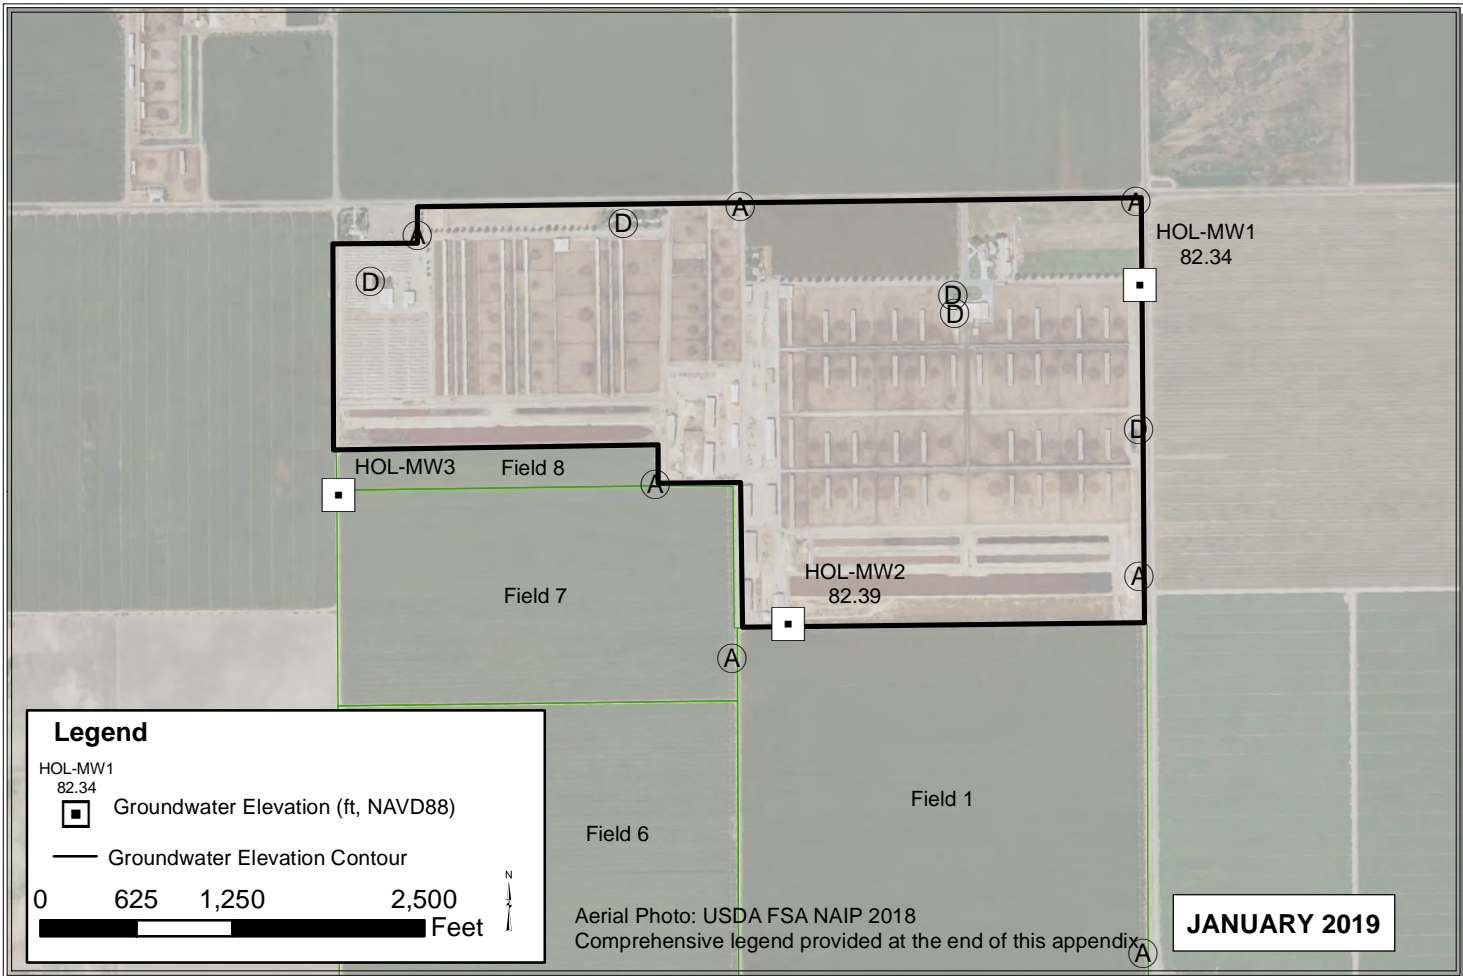 A
A
A
D
HOL-MW1
82.34
D
D
D
D
HOL-MW3
Field 8
A
HOL-MW2
82.39
A
Field 7
A
Field 1
Field 6
Legend
HOL-MW1
82.34
Groundwater Elevation (ft, NAVD88)
Groundwater Elevation Contour
N
0 625 1,250 2,500
Feet
Aerial Photo: USDA FSA NAIP 2018
Comprehensive legend provided at the end of this appendix
A
JANUARY 2019